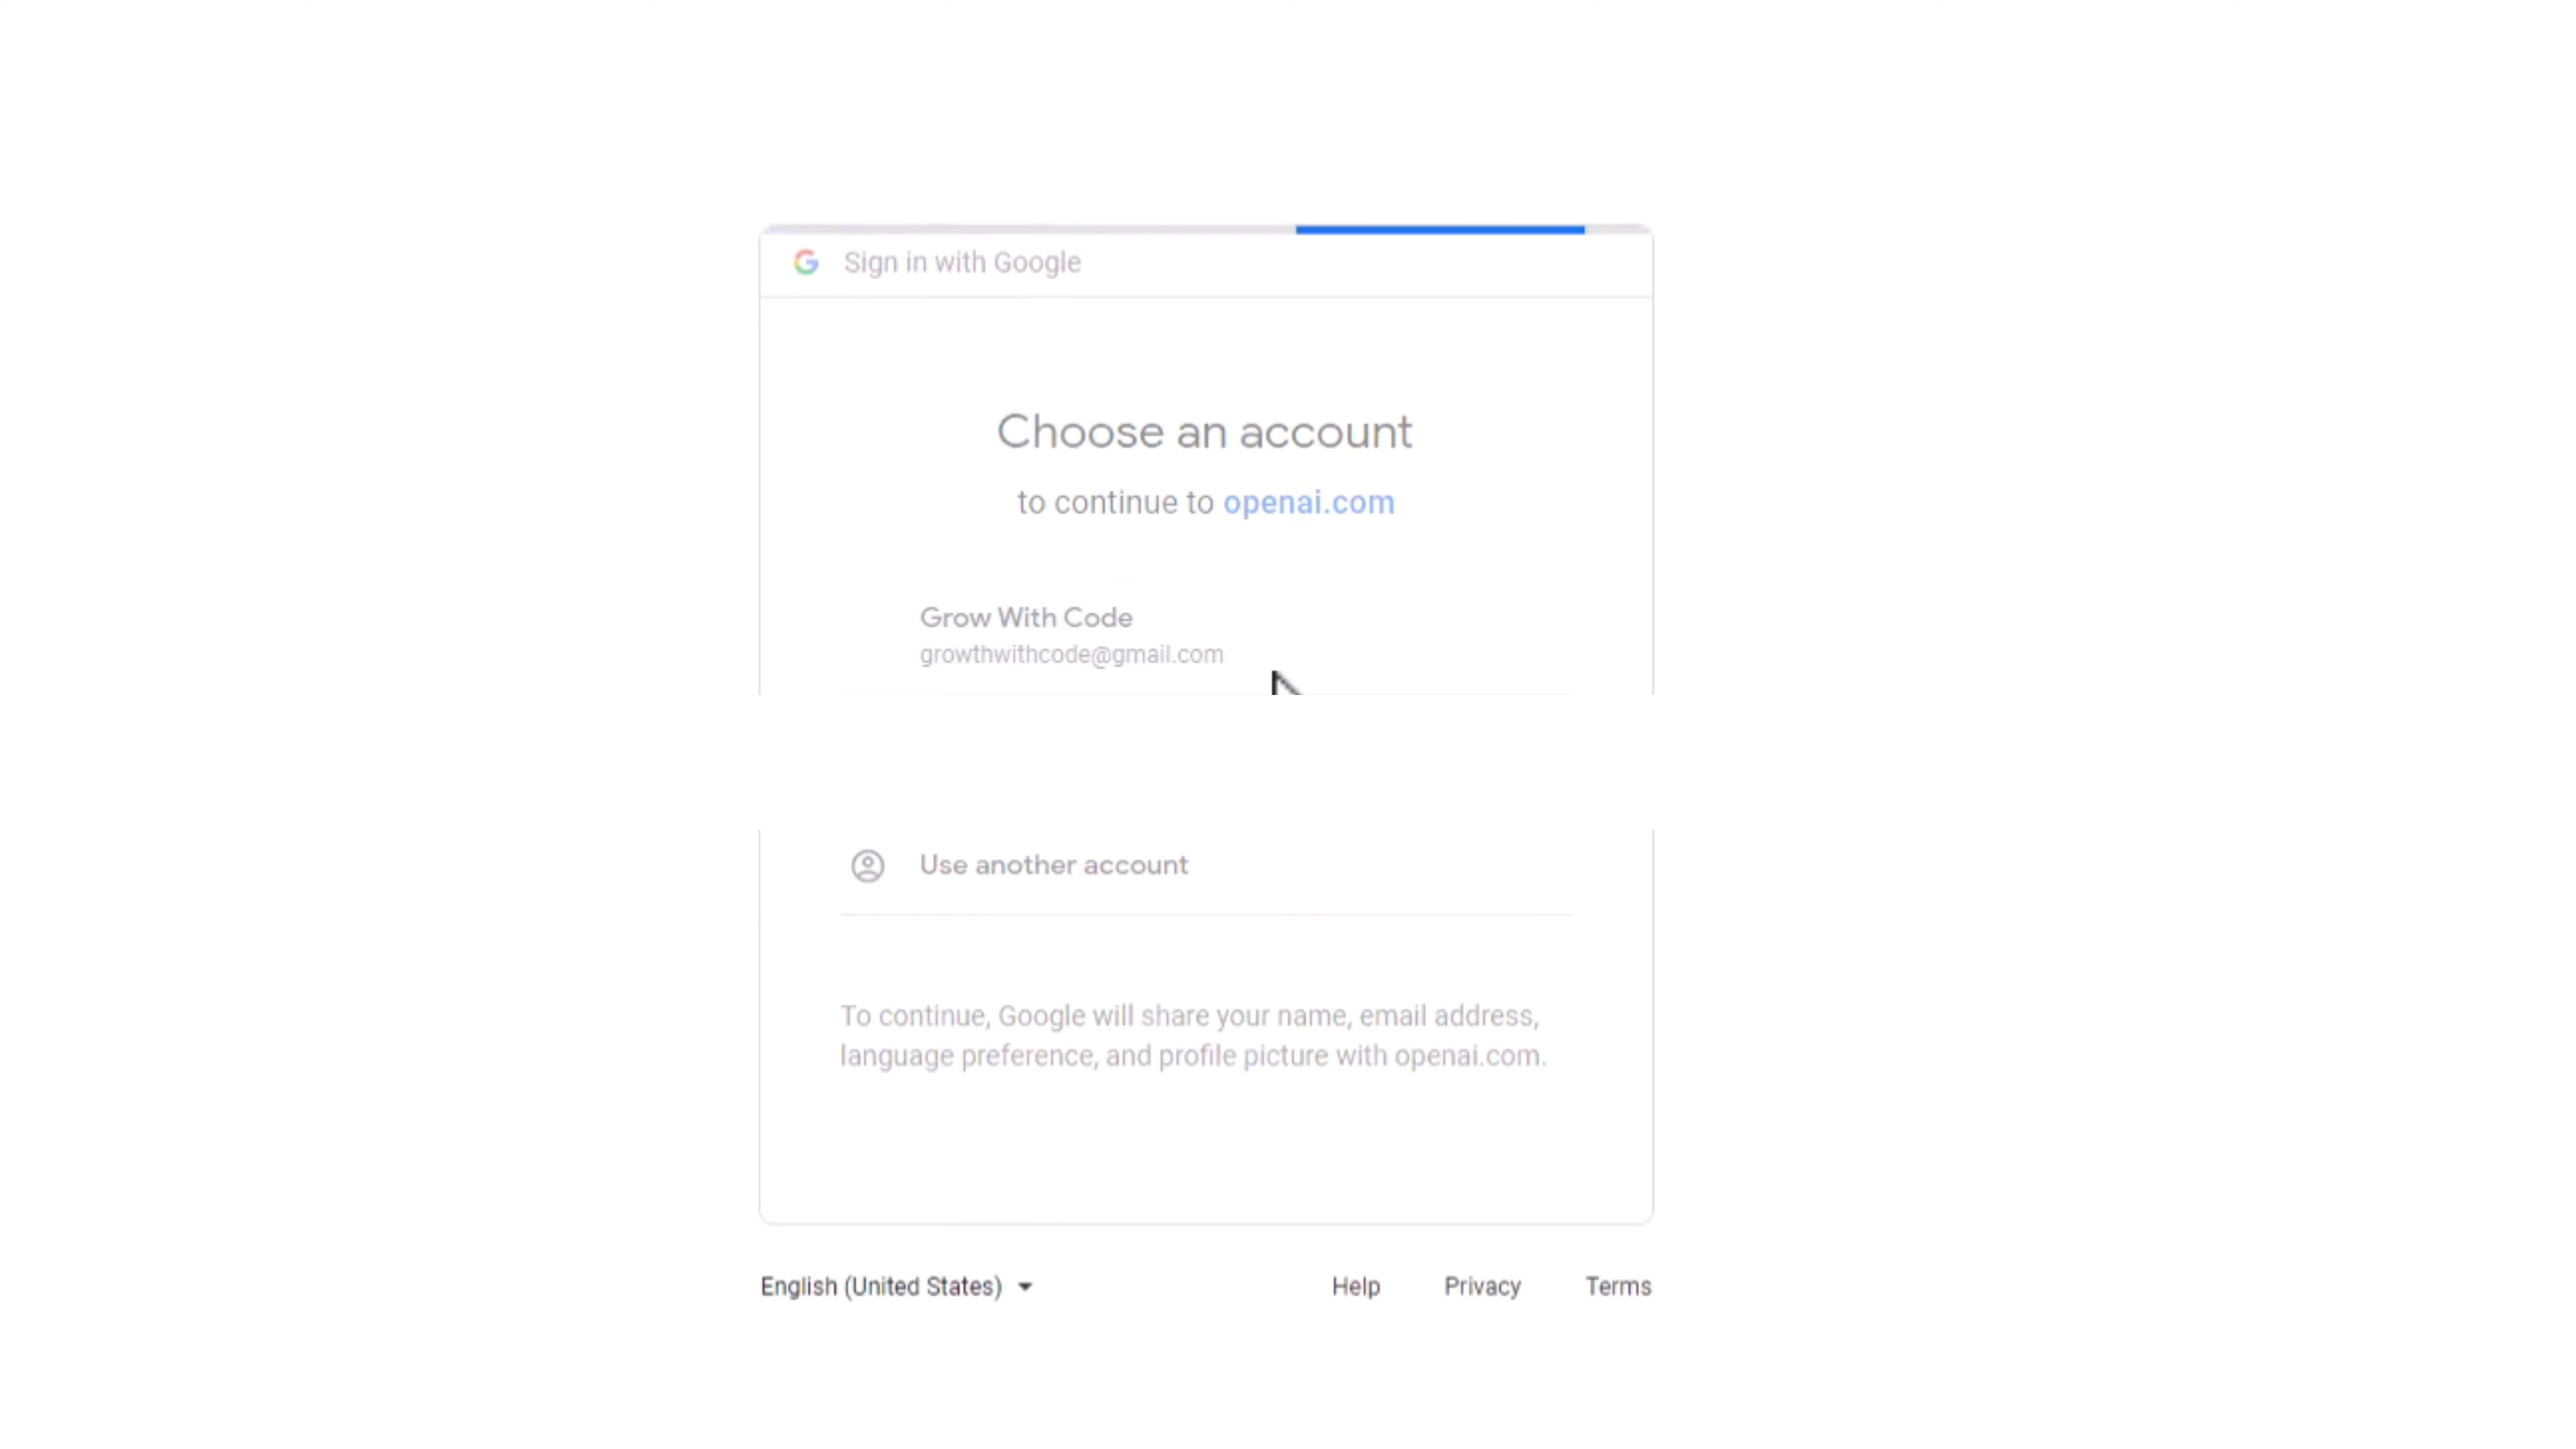 Sign in with Google
Choose an account
to continue to openai.com
Grow With Code
growthwithcode@gmail.com
Use another account
To continue, Google will share your name, email address,
language preference, and profile picture with openai.com.
English (United States)
Help Privacy Terms